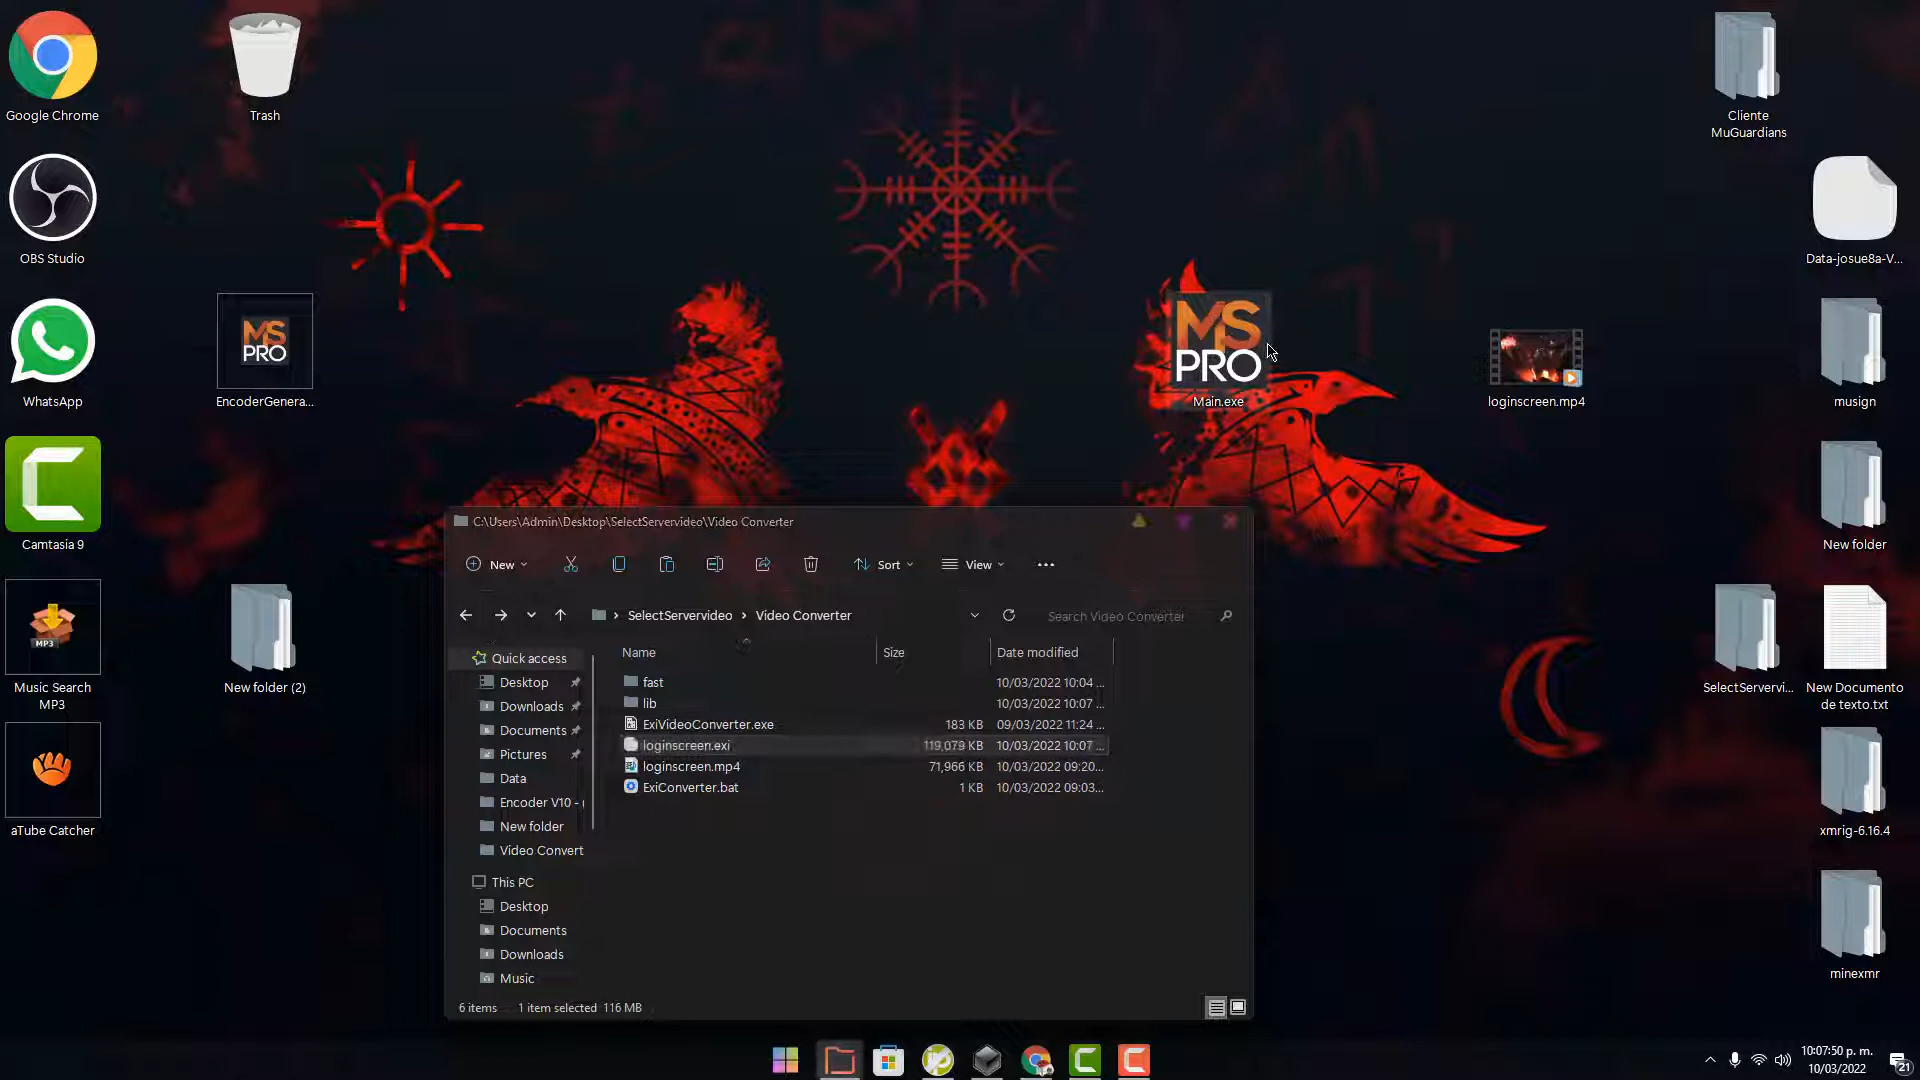 Google Chrome
Trash
OBS Studio
WhatsApp
MS
PRO
EncoderGenera...
Camtasia 9
MP3
Music Search
MP3
New folder (2)
aTube Catcher
MS
PRO
Main.exe
loginscreen.mp4
Cliente
MuGuardians
Data-josue8a-V...
musign
New folder
SelectServervi...
New Documento
de texto.txt
xmrig-6.16.4
minexmr
C:\Users\Admin\Desktop\SelectServervideo\Video Converter
New
Sort
View
SelectServervideo
Video Converter
Search Video Converter
Name
Size
Date modified
Quick access
Desktop
Downloads
Documents
Pictures
Data
Encoder V10 - (
New folder
Video Convert
This PC
Desktop
Documents
Downloads
Music
fast 10/03/2022 10:04 ...
lib 10/03/2022 10:07 ...
ExiVideoConverter.exe 183 KB 09/03/2022 11:24 ...
loginscreen.exi 119,079 KB 10/03/2022 10:07 ...
loginscreen.mp4 71,966 KB 10/03/2022 09:20...
ExiConverter.bat 1 KB 10/03/2022 09:03...
6 items 1 item selected 116 MB
10:07:50 p. m.
10/03/2022
21